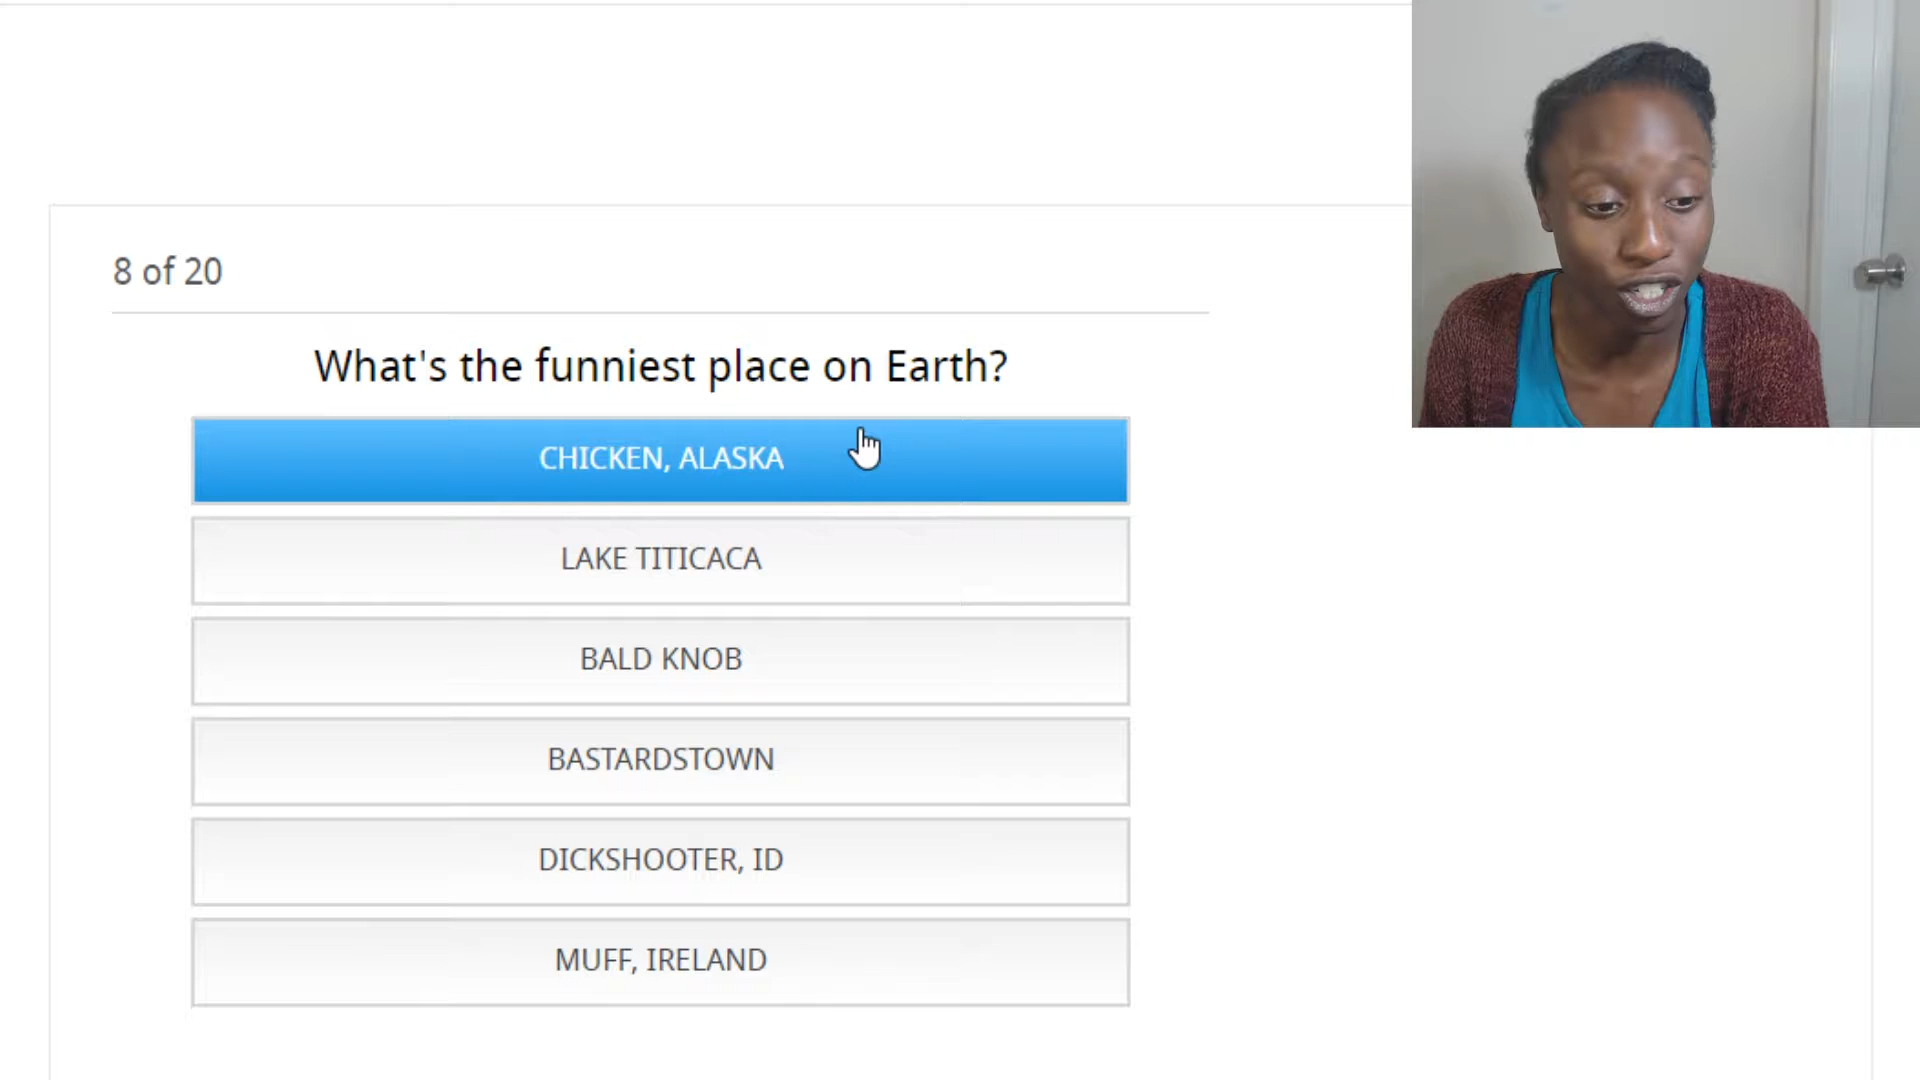 8 of 20
What's the funniest place on Earth?
CHICKEN, ALASKA
LAKE TITICACA
BALD KNOB
BASTARDSTOWN
DICKSHOOTER, ID
MUFF, IRELAND